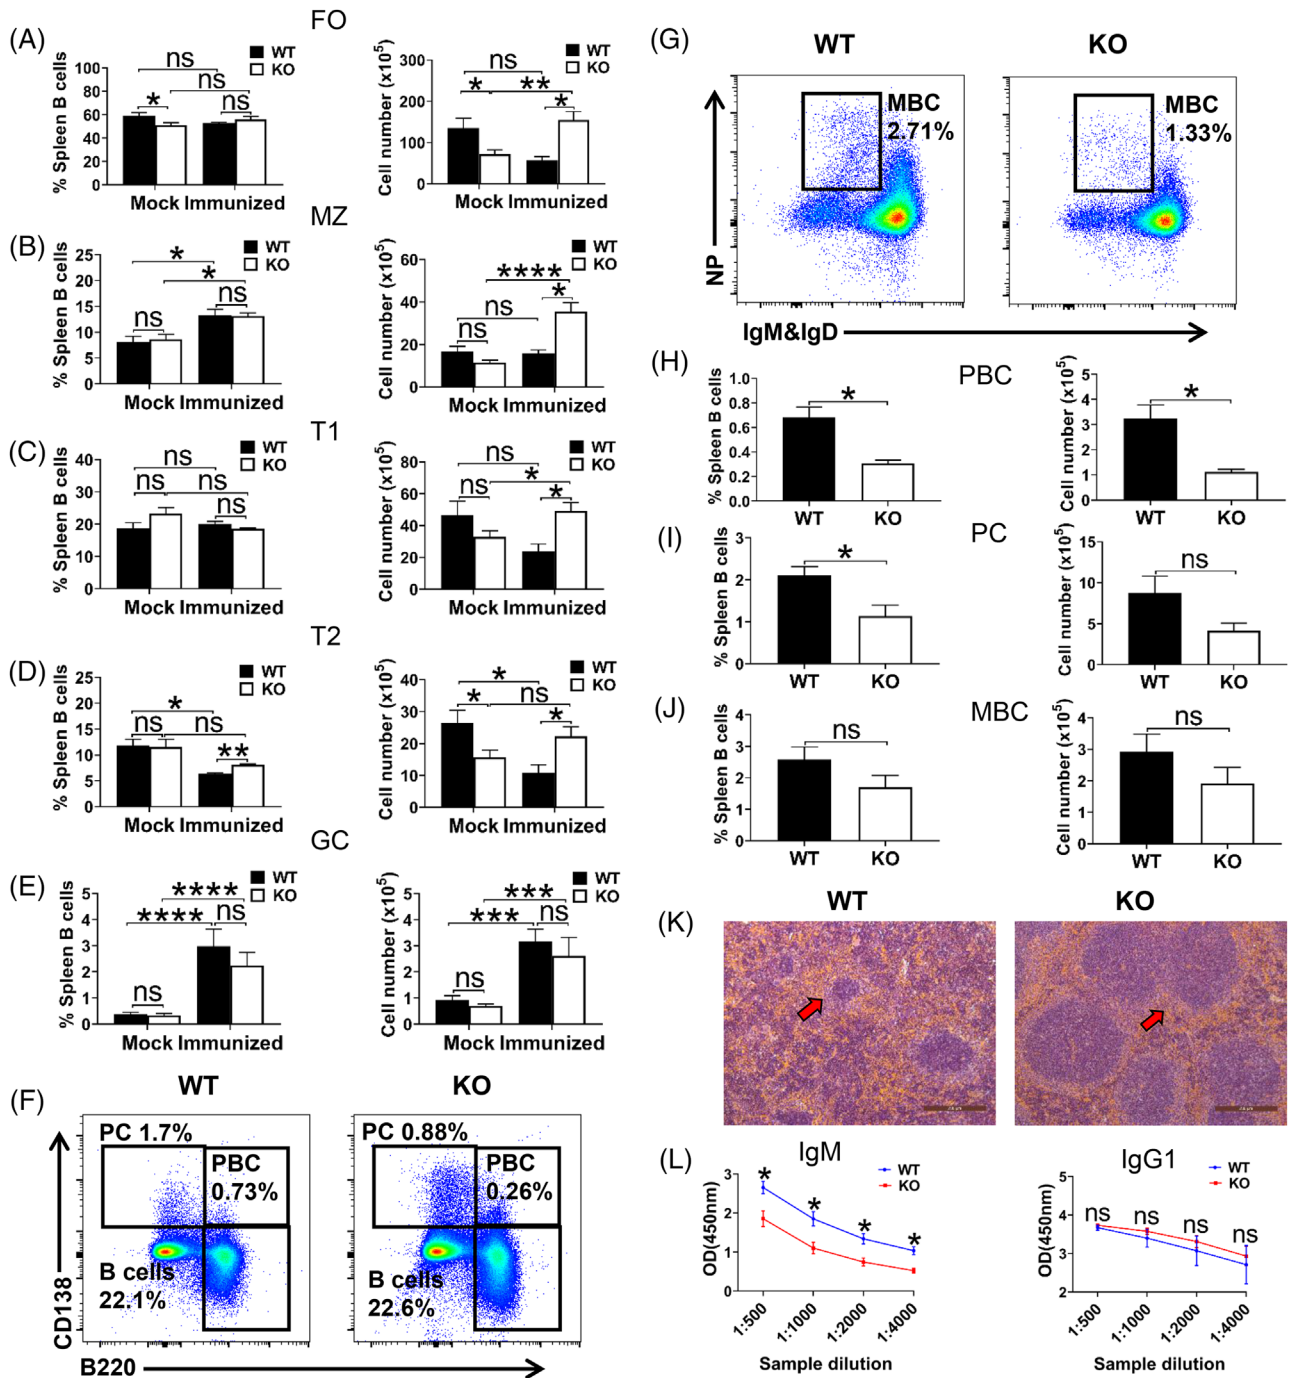 (A)
FO
% Spleen B cells
100
80
60
40
20
0
ns
ns
*
ns
WT
KO
Mock Immunized
Cell number (x10⁵)
300
200
100
0
ns
*
**
*
WT
KO
Mock Immunized
(B)
MZ
% Spleen B cells
25
20
15
10
5
0
*
*
ns
ns
WT
KO
Mock Immunized
Cell number (x10⁵)
60
40
20
0
****
ns
*
ns
WT
KO
Mock Immunized
(C)
T1
% Spleen B cells
40
30
20
10
0
ns
ns
ns
ns
WT
KO
Mock Immunized
Cell number (x10⁵)
80
60
40
20
0
ns
*
ns
*
WT
KO
Mock Immunized
(D)
T2
% Spleen B cells
25
20
15
10
5
0
*
ns
ns
**
WT
KO
Mock Immunized
Cell number (x10⁵)
40
30
20
10
0
*
*
ns
*
WT
KO
Mock Immunized
(E)
GC
% Spleen B cells
5
4
3
2
1
0
****
****
ns
ns
WT
KO
Mock Immunized
Cell number (x10⁵)
5
4
3
2
1
0
***
***
ns
ns
WT
KO
Mock Immunized
(F)
WT
KO
PC 1.7%
PBC
0.73%
B cells
22.1%
PC 0.88%
PBC
0.26%
B cells
22.6%
CD138
B220
(G)
WT
KO
MBC
2.71%
MBC
1.33%
NP
IgM&IgD
(H)
PBC
% Spleen B cells
1.0
0.8
0.6
0.4
0.2
0.0
*
WT
KO
Cell number (x10⁵)
5
4
3
2
1
0
*
WT
KO
(I)
PC
% Spleen B cells
3
2
1
0
*
WT
KO
Cell number (x10⁵)
15
10
5
0
ns
WT
KO
(J)
MBC
% Spleen B cells
4
3
2
1
0
ns
WT
KO
Cell number (x10⁵)
5
4
3
2
1
0
ns
WT
KO
(K)
WT
KO
(L)
IgM
OD(450nm)
3
2
1
0
*
*
*
*
WT
KO
1:500
1:1000
1:2000
1:4000
Sample dilution
IgG1
OD(450nm)
5
4
3
2
ns
ns
ns
ns
WT
KO
1:500
1:1000
1:2000
1:4000
Sample dilution